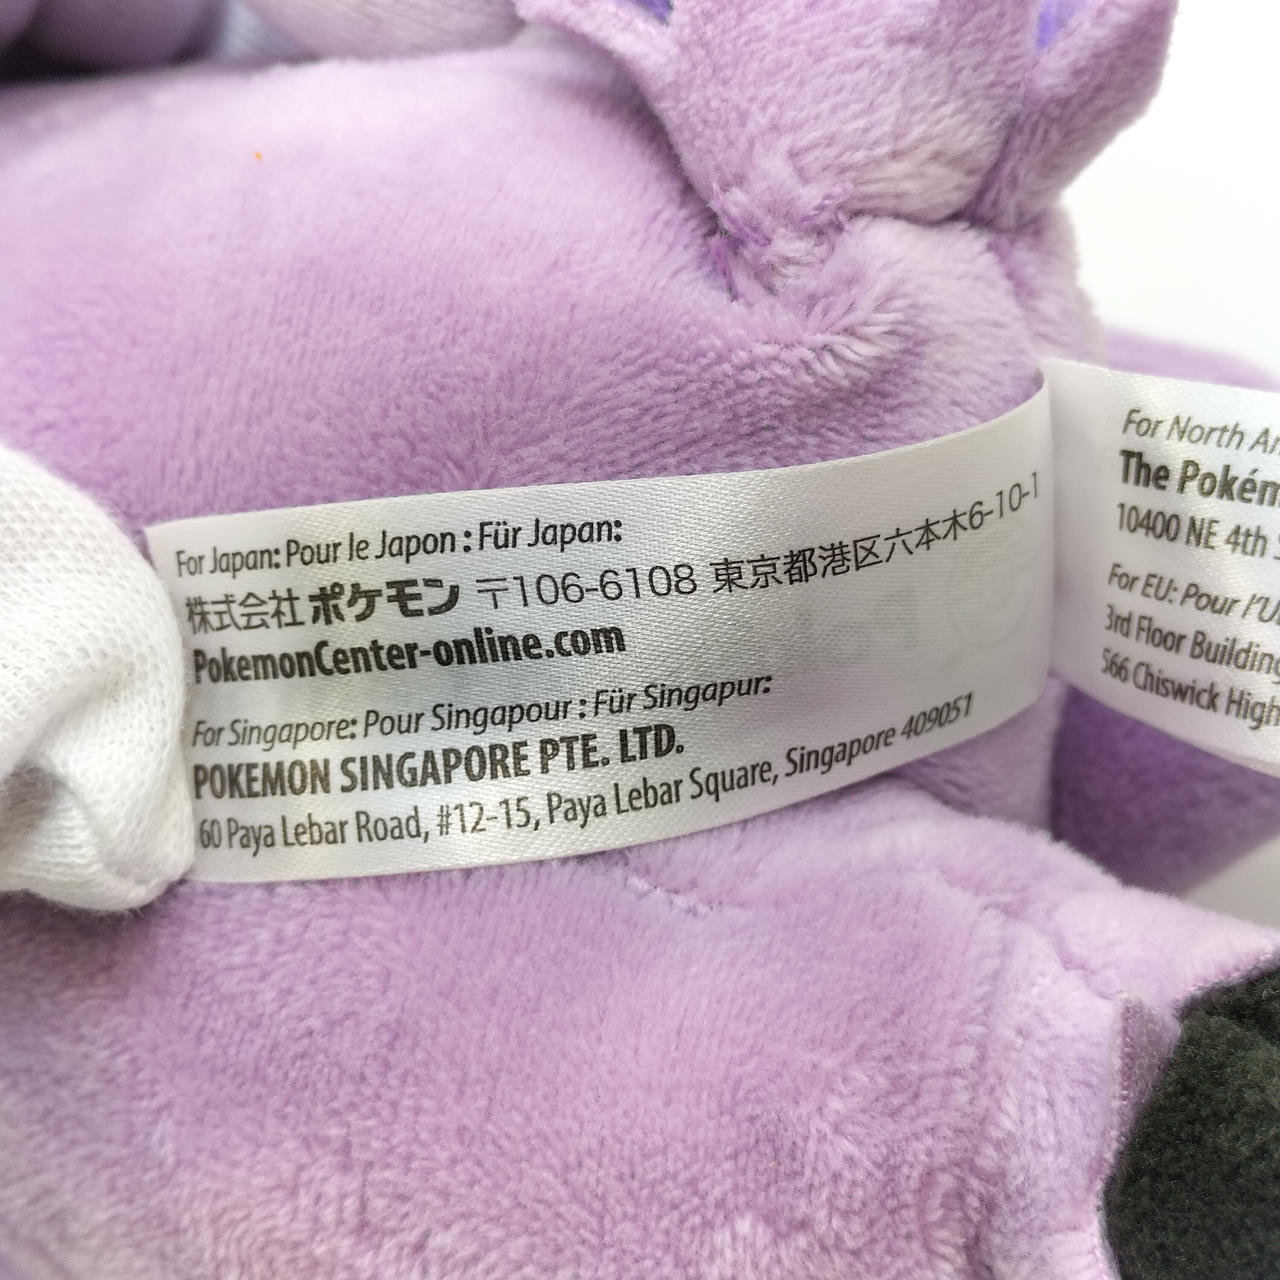 For Japan: Pour le Japon : Für Japan:
株式会社ポケモン 〒106-6108 東京都港区六本木6-10-1
PokemonCenter-online.com
For Singapore: Pour Singapour : Für Singapur:
POKEMON SINGAPORE PTE. LTD.
60 Paya Lebar Road, #12-15, Paya Lebar Square, Singapore 409051
For North
The
10400 NE 4th
For EU: Pour
3rd Floor Building
566 Chiswick High